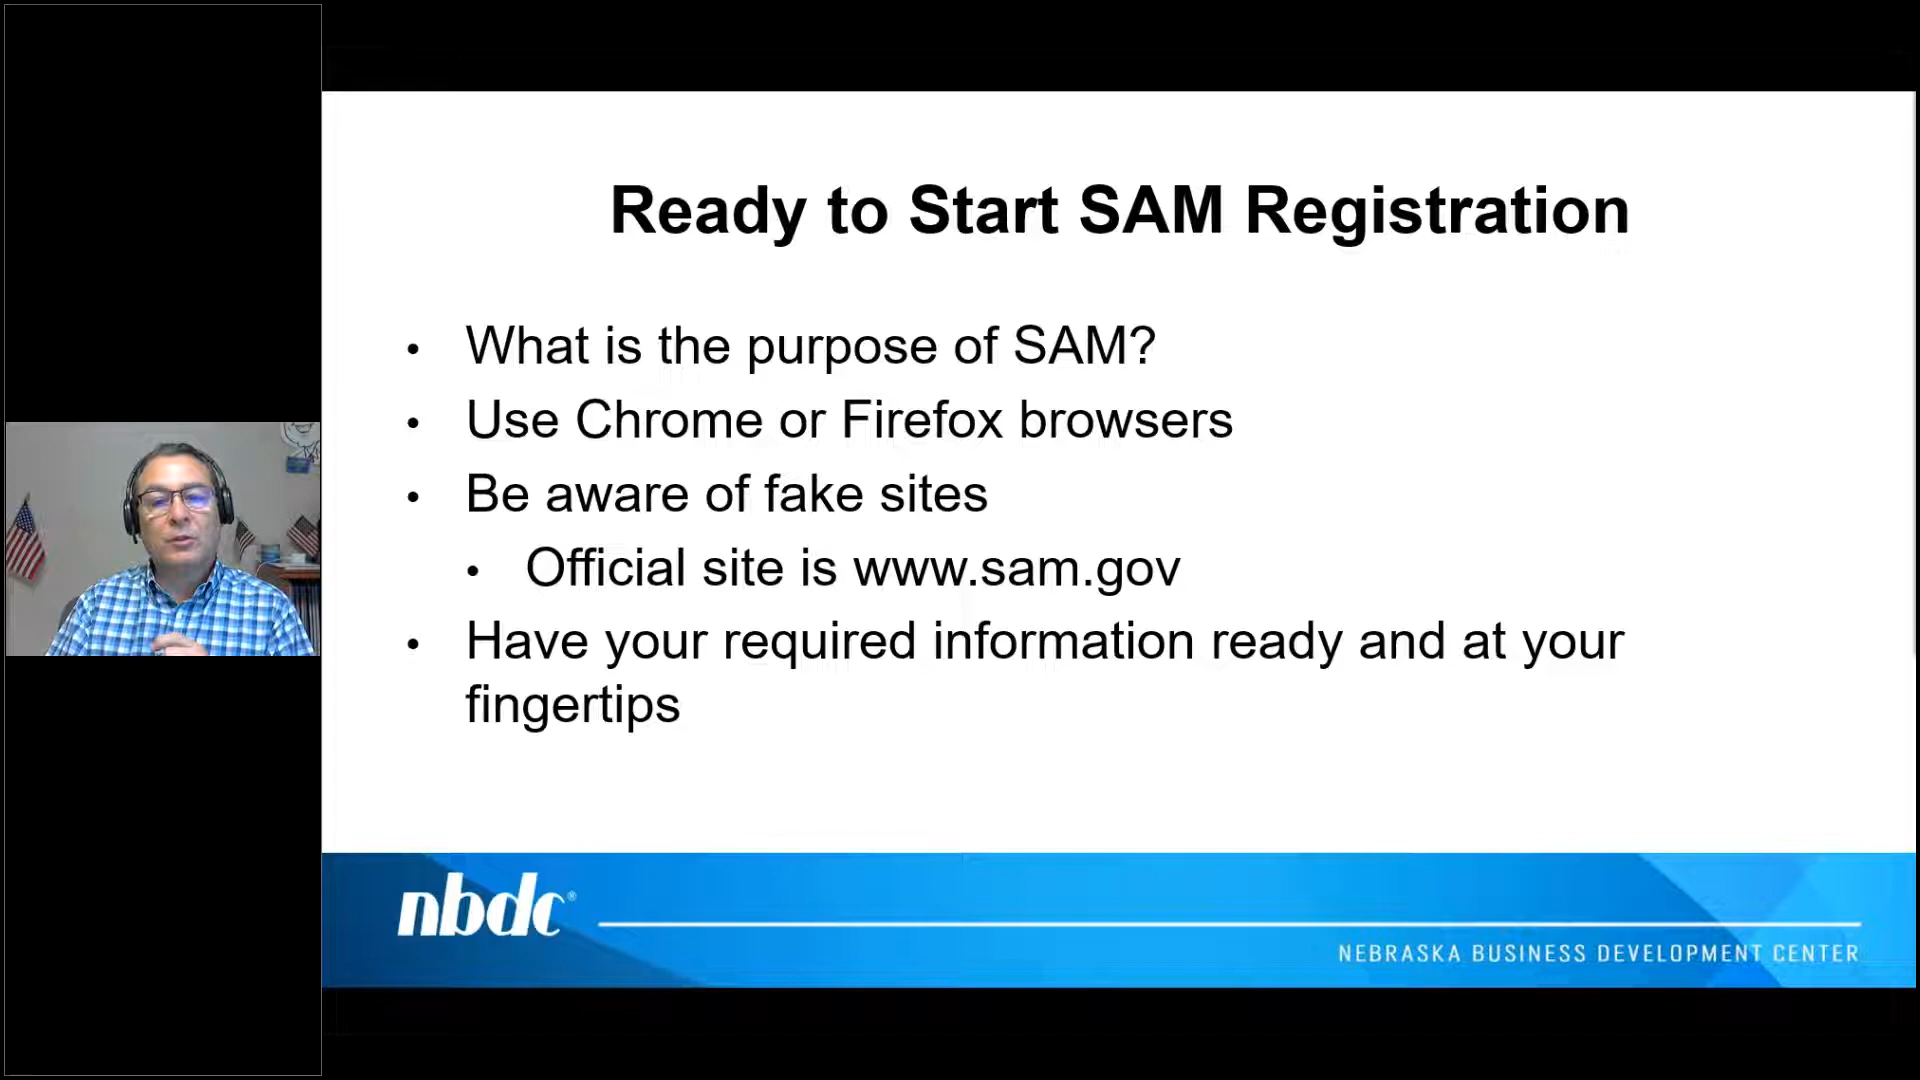 Ready to Start SAM Registration
• What is the purpose of SAM?
• Use Chrome or Firefox browsers
• Be aware of fake sites
• Official site is www.sam.gov
• Have your required information ready and at your
fingertips
nbdc®
NEBRASKA BUSINESS DEVELOPMENT CENTER